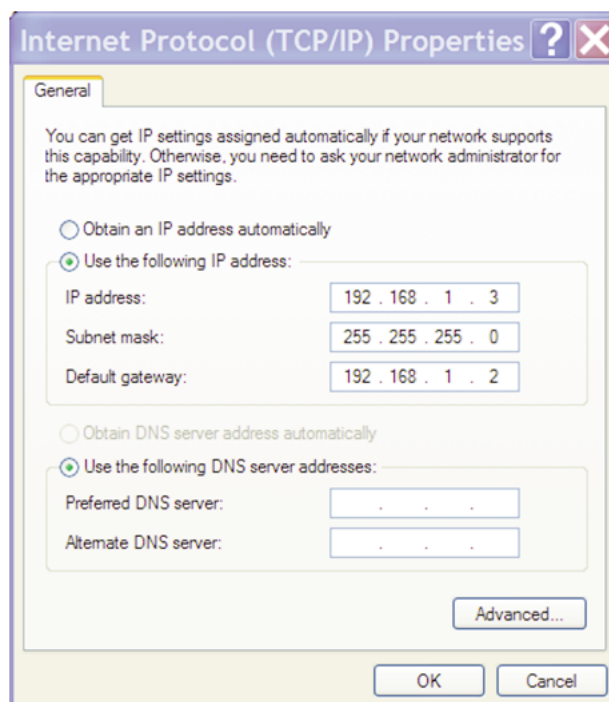 Internet Protocol (TCP/IP) Properties ? X
General
You can get IP settings assigned automatically if your network supports
this capability. Otherwise, you need to ask your network administrator for
the appropriate IP settings.
Obtain an IP address automatically
Use the following IP address:
IP address: 192 . 168 . 1 . 3
Subnet mask: 255 . 255 . 255 . 0
Default gateway: 192 . 168 . 1 . 2
Obtain DNS server address automatically
Use the following DNS server addresses:
Preferred DNS server: . . .
Alternate DNS server: . . .
Advanced...
OK Cancel